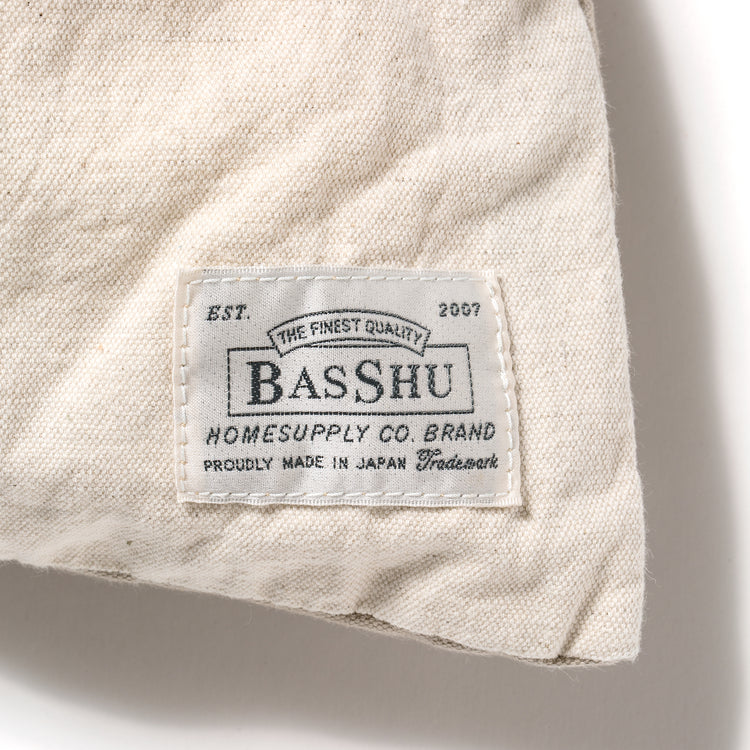 EST. 2007
THE FINEST QUALITY
BASSHU
HOMESUPPLY CO. BRAND
PROUDLY MADE IN JAPAN Trademark